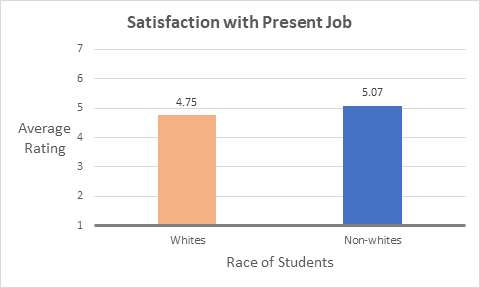 Satisfaction with Present Job
7
6
5
4
3
2
1
Average
Rating
4.75
5.07
Whites
Non-whites
Race of Students